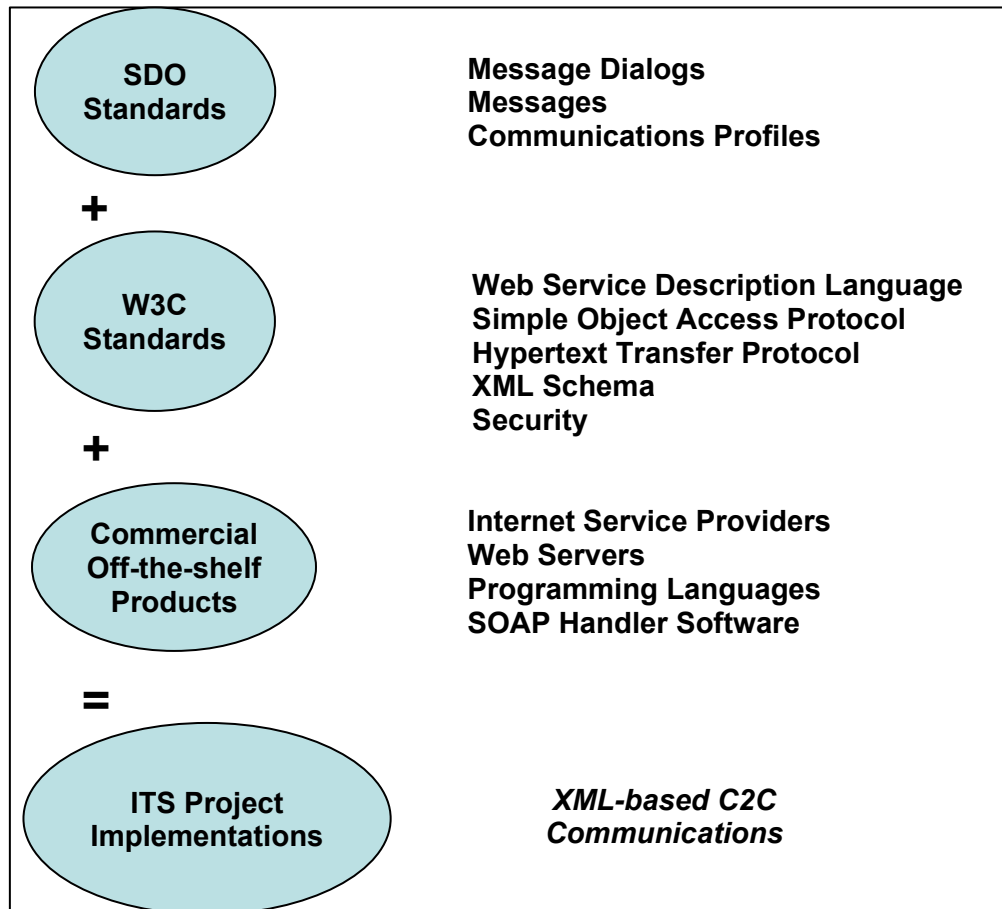 SDO
Standards
Message Dialogs
Messages
Communications Profiles
+
W3C
Standards
Web Service Description Language
Simple Object Access Protocol
Hypertext Transfer Protocol
XML Schema
Security
+
Commercial
Off-the-shelf
Products
Internet Service Providers
Web Servers
Programming Languages
SOAP Handler Software
=
ITS Project
Implementations
XML-based C2C
Communications